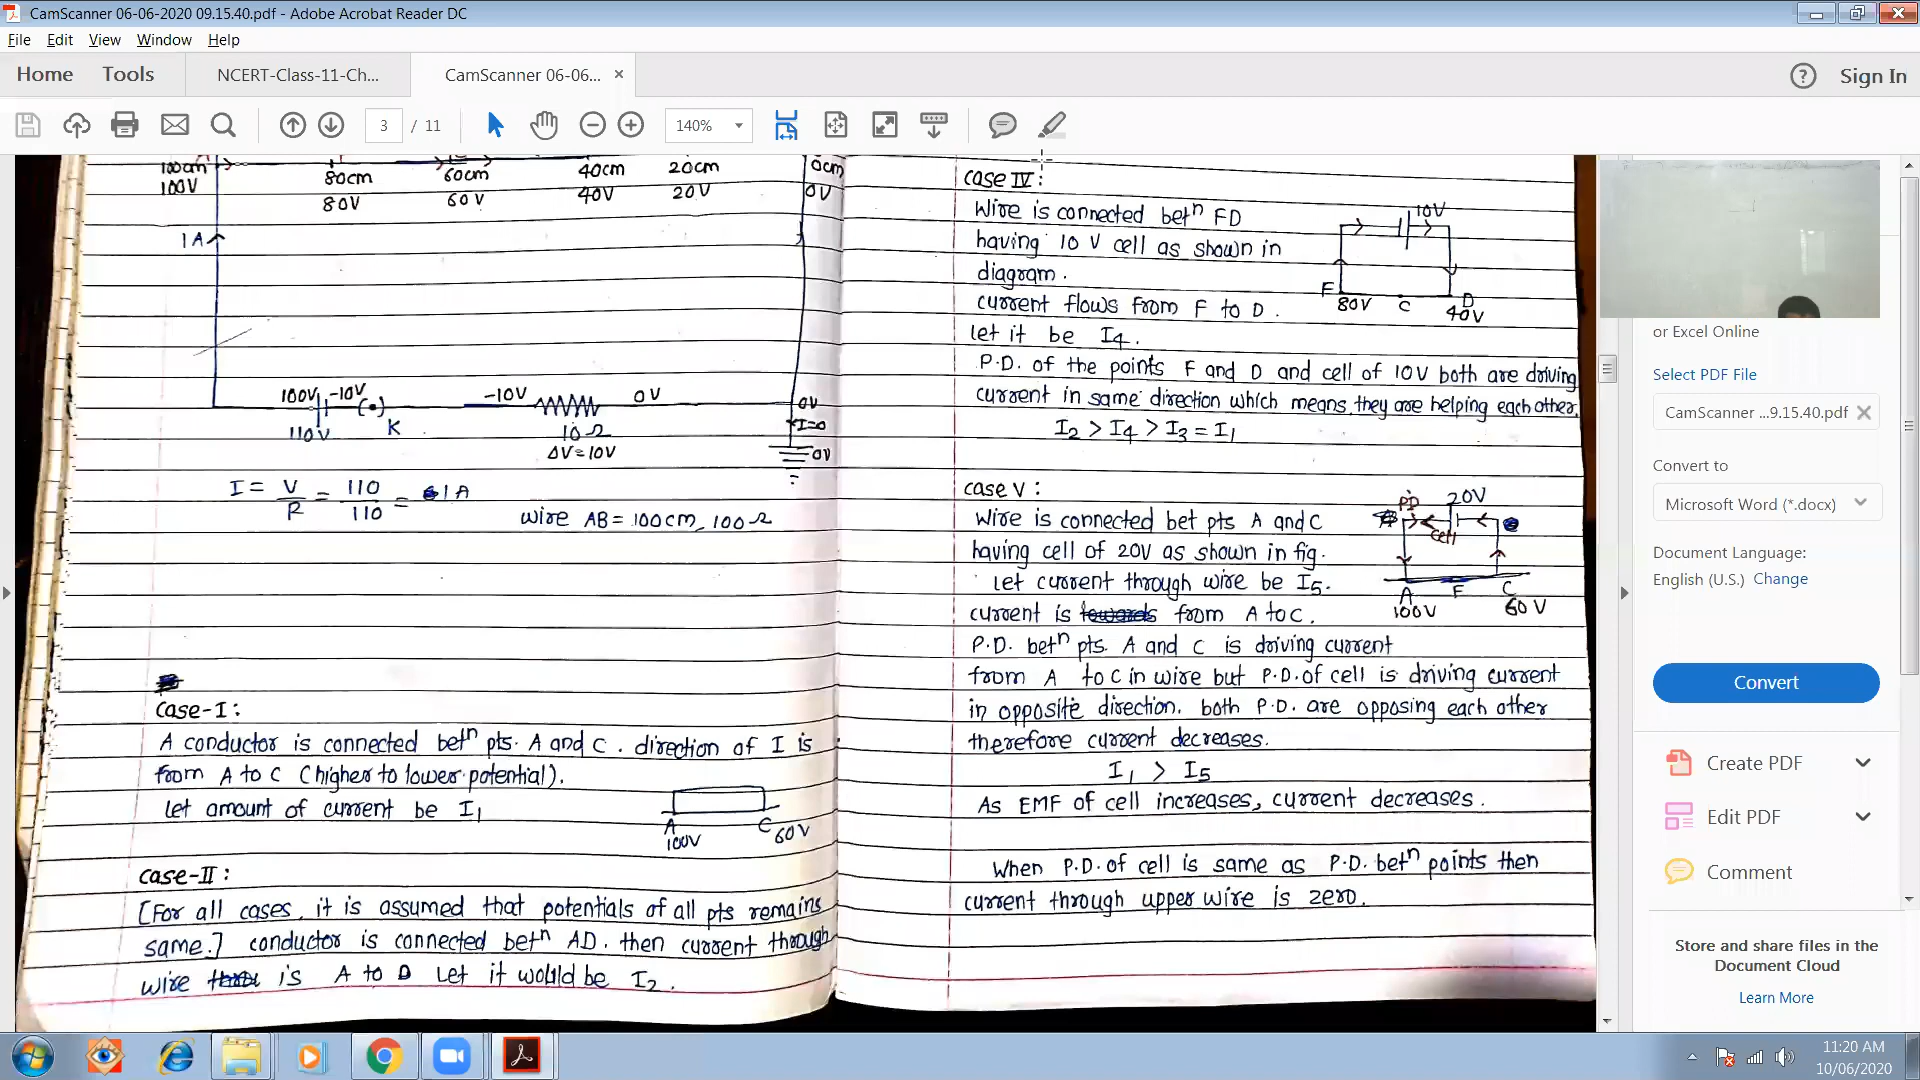 CamScanner 06-06-2020 09.15.40.pdf - Adobe Acrobat Reader DC
File Edit View Window Help
Home Tools NCERT-Class-11-Ch... CamScanner 06-06... × Sign In
3 / 11 140%
100cm 80cm 60cm 40cm 20cm 0cm
100V 80V 60V 40V 20V 0V
1A
100V -10V -10V 0V 0V
110V K 10Ω I=0
ΔV=10V 0V
I = V/R = 110/110 = 1A
wire AB = 100cm, 100Ω
Case-I:
A conductor is connected betⁿ pts. A and C. direction of I is
from A to C (higher to lower potential).
Let amount of current be I₁
A C
100V 60V
Case-II:
[For all cases, it is assumed that potentials of all pts remains
same.] conductor is connected betⁿ AD. then current through
wire is A to D Let it would be I₂.
Case IV:
Wire is connected betⁿ FD
having 10 V cell as shown in
diagram.
current flows from F to D.
let it be I₄.
10V
F C D
80V 40V
P.D. of the points F and D and cell of 10V both are driving
current in same direction which means, they are helping each other.
I₂ > I₄ > I₃ = I₁
Case V:
Wire is connected bet pts A and C
having cell of 20V as shown in fig.
Let current through wire be I₅.
current is towards from A to C.
PD 20V
cell
A F C
100V 60V
P.D. betⁿ pts. A and C is driving current
from A to C in wire but P.D. of cell is driving current
in opposite direction. both P.D. are opposing each other
therefore current decreases.
I₁ > I₅
As EMF of cell increases, current decreases.
When P.D. of cell is same as P.D. betⁿ points then
current through upper wire is zero.
or Excel Online
Select PDF File
CamScanner ...9.15.40.pdf
Convert to
Microsoft Word (*.docx)
Document Language:
English (U.S.) Change
Convert
Create PDF
Edit PDF
Comment
Store and share files in the
Document Cloud
Learn More
11:20 AM
10/06/2020